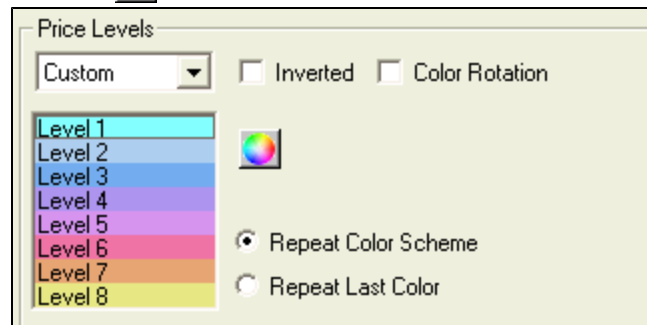 Price Levels
Custom
Inverted
Color Rotation
Level 1
Level 2
Level 3
Level 4
Level 5
Level 6
Level 7
Level 8
Repeat Color Scheme
Repeat Last Color